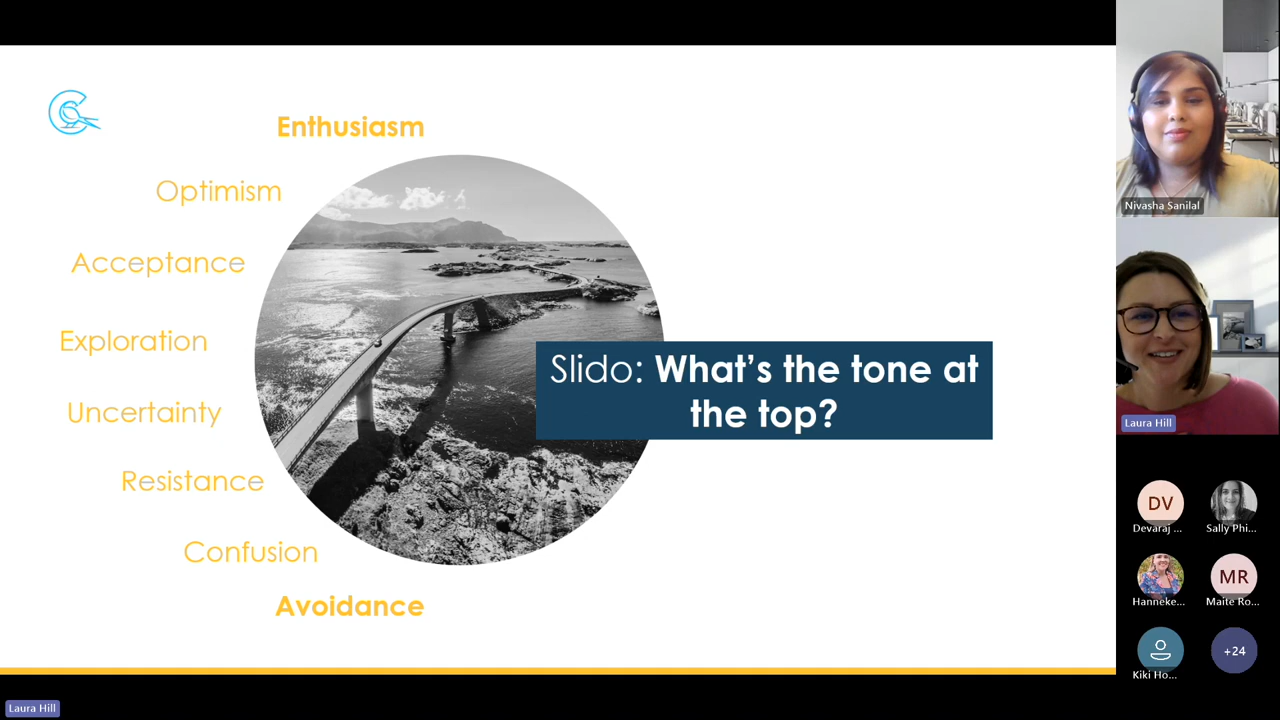 Enthusiasm
Optimism
Acceptance
Exploration
Uncertainty
Resistance
Confusion
Avoidance
Slido: What's the tone at
the top?
Nivasha Sanilal
Laura Hill
DV
Devaraj ...
Sally Phi...
Hanneke...
MR
Maite Ro...
Kiki Ho...
+24
Laura Hill